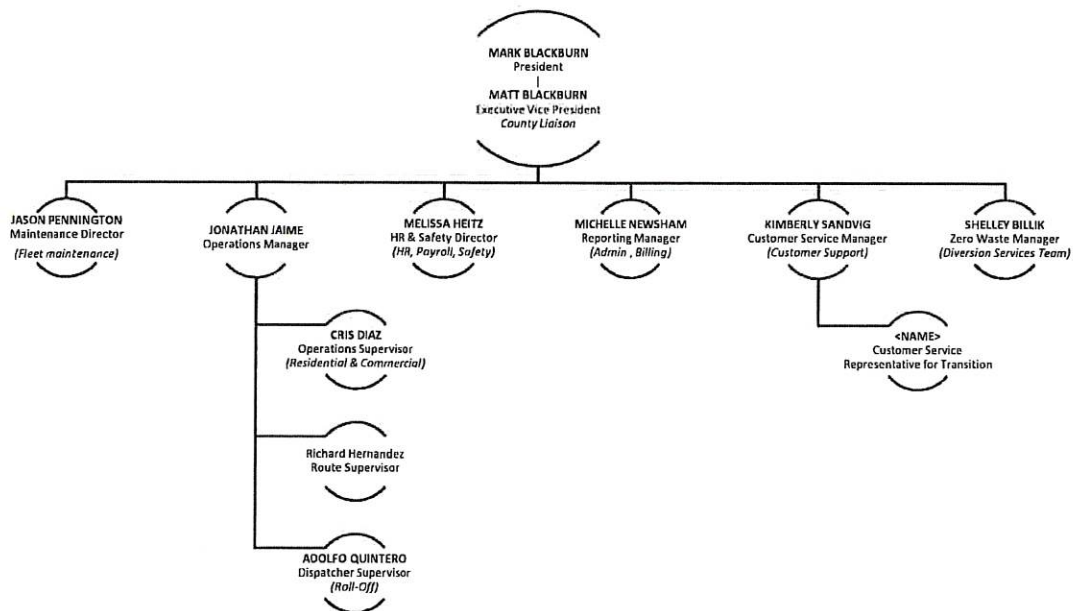 MARK BLACKBURN
President
MATT BLACKBURN
Executive Vice President
County Liaison
JASON PENNINGTON
Maintenance Director
(Fleet maintenance)
JONATHAN JAIME
Operations Manager
MELISSA HEITZ
HR & Safety Director
(HR, Payroll, Safety)
MICHELLE NEWSHAM
Reporting Manager
(Admin , Billing)
KIMBERLY SANDVIG
Customer Service Manager
(Customer Support)
SHELLEY BILLIK
Zero Waste Manager
(Diversion Services Team)
CRIS DIAZ
Operations Supervisor
(Residential & Commercial)
<NAME>
Customer Service
Representative for Transition
Richard Hernandez
Route Supervisor
ADOLFO QUINTERO
Dispatcher Supervisor
(Roll-Off)